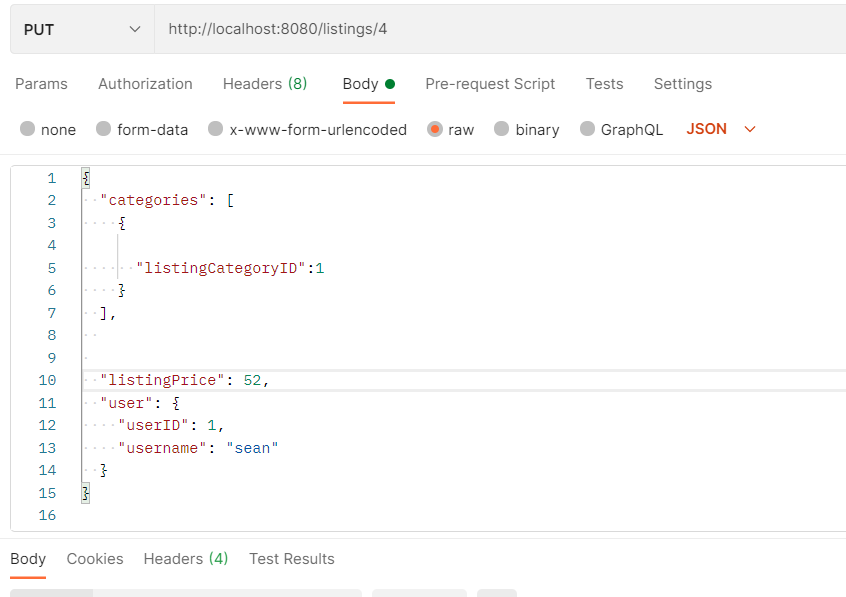 PUT http://localhost:8080/listings/4
Params Authorization Headers (8) Body Pre-request Script Tests Settings
none form-data x-www-form-urlencoded raw binary GraphQL JSON
1 {
2 "categories": [
3 {
4
5 "listingCategoryID":1
6 }
7 ],
8
9
10 "listingPrice": 52,
11 "user": {
12 "userID": 1,
13 "username": "sean"
14 }
15 }
16
Body Cookies Headers (4) Test Results